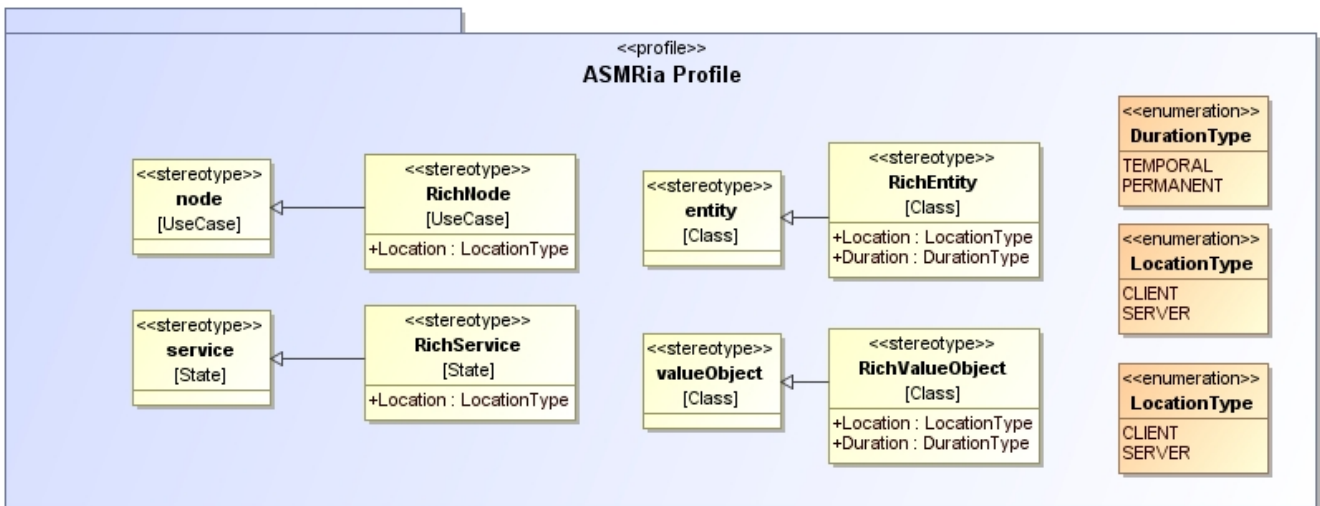 <<profile>>
ASMRia Profile
<<stereotype>>
node
[UseCase]
<<stereotype>>
RichNode
[UseCase]
+Location : LocationType
<<stereotype>>
entity
[Class]
<<stereotype>>
RichEntity
[Class]
+Location : LocationType
+Duration : DurationType
<<enumeration>>
DurationType
TEMPORAL
PERMANENT
<<enumeration>>
LocationType
CLIENT
SERVER
<<stereotype>>
service
[State]
<<stereotype>>
RichService
[State]
+Location : LocationType
<<stereotype>>
valueObject
[Class]
<<stereotype>>
RichValueObject
[Class]
+Location : LocationType
+Duration : DurationType
<<enumeration>>
LocationType
CLIENT
SERVER